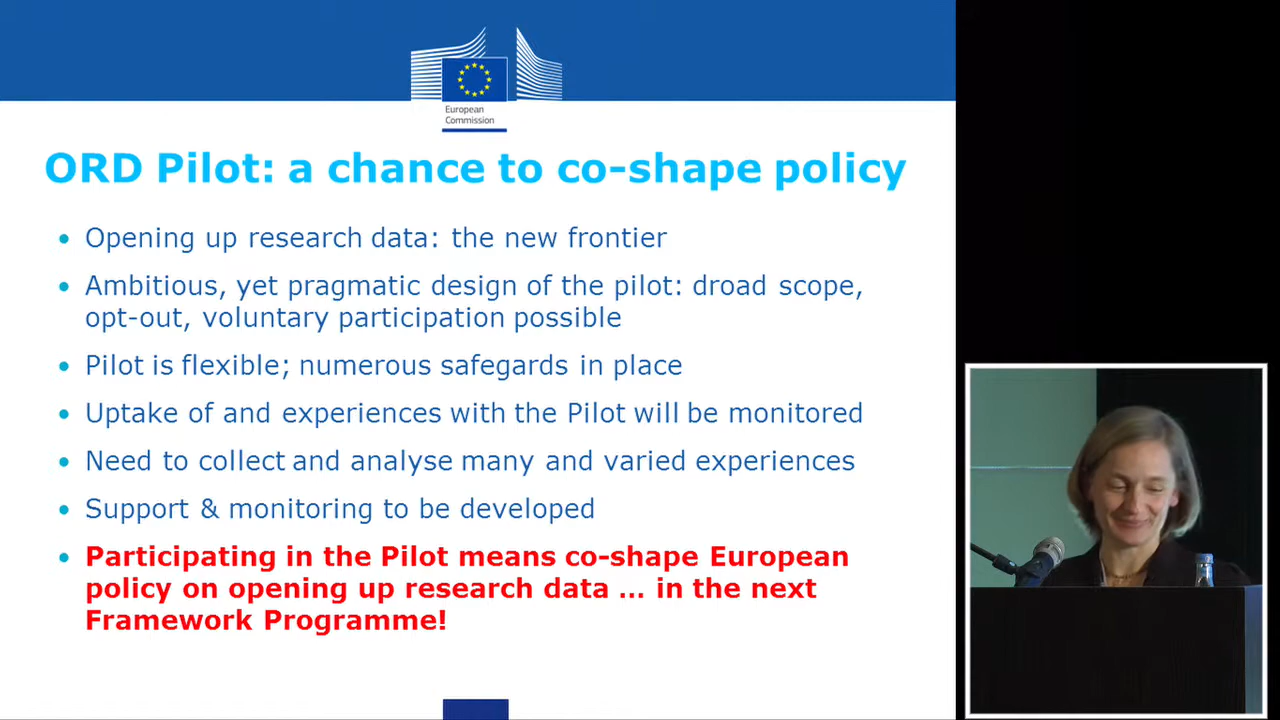 European
Commission
ORD Pilot: a chance to co-shape policy
• Opening up research data: the new frontier
• Ambitious, yet pragmatic design of the pilot: droad scope,
opt-out, voluntary participation possible
• Pilot is flexible; numerous safegards in place
• Uptake of and experiences with the Pilot will be monitored
• Need to collect and analyse many and varied experiences
• Support & monitoring to be developed
• Participating in the Pilot means co-shape European
policy on opening up research data … in the next
Framework Programme!